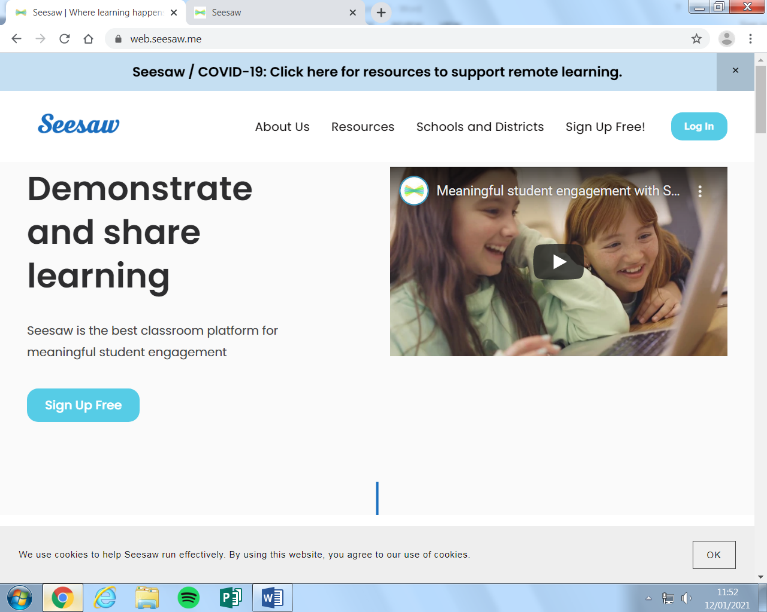 Seesaw | Where learning happen
Seesaw
web.seesaw.me
Seesaw / COVID-19: Click here for resources to support remote learning.
Seesaw
About Us
Resources
Schools and Districts
Sign Up Free!
Log In
Demonstrate
and share
learning
Meaningful student engagement with S...
Seesaw is the best classroom platform for
meaningful student engagement
Sign Up Free
We use cookies to help Seesaw run effectively. By using this website, you agree to our use of cookies.
OK
11:52
12/01/2021